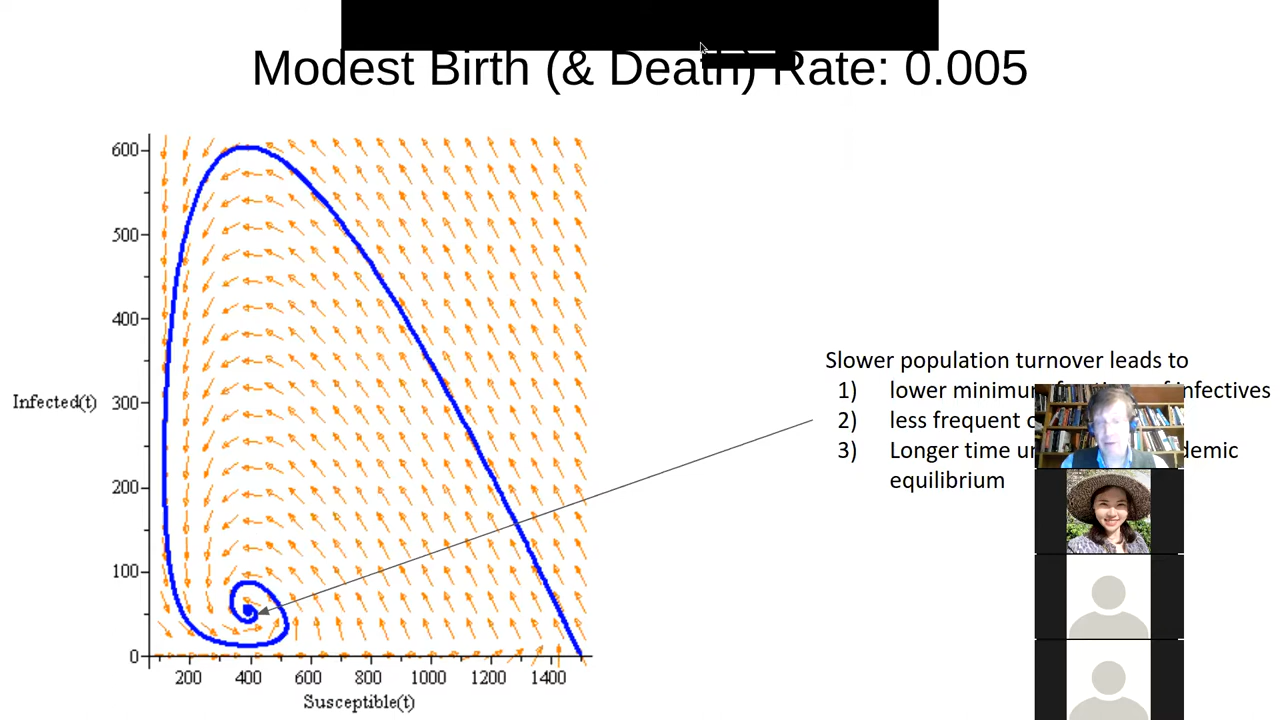 Modest Birth (& Death) Rate: 0.005
600
500
400
300
200
100
0
Infected(t)
200 400 600 800 1000 1200 1400
Susceptible(t)
Slower population turnover leads to
1) lower minimum of infectives
2) less frequent
3) Longer time
equilibrium